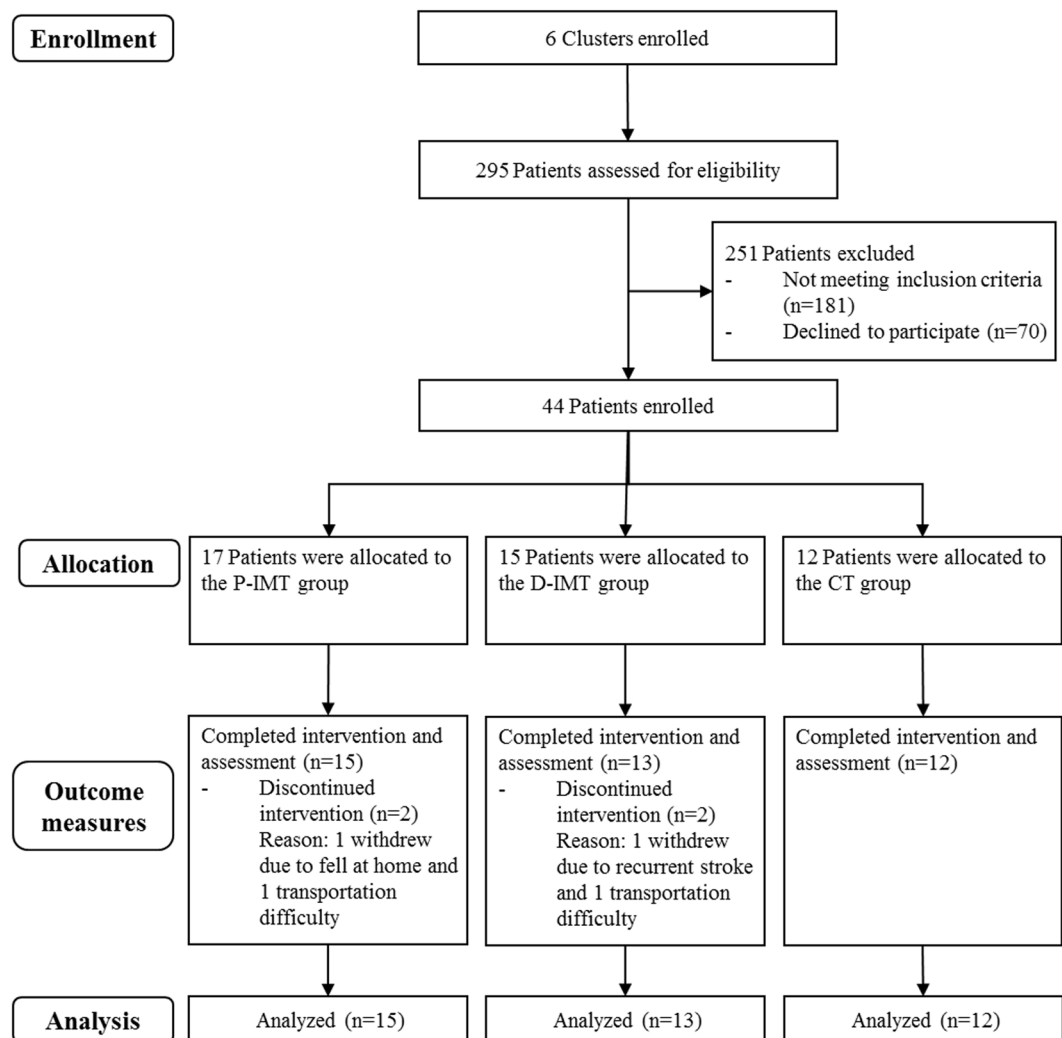 Enrollment
6 Clusters enrolled
295 Patients assessed for eligibility
251 Patients excluded
- Not meeting inclusion criteria
(n=181)
- Declined to participate (n=70)
44 Patients enrolled
Allocation
17 Patients were allocated to
the P-IMT group
15 Patients were allocated to
the D-IMT group
12 Patients were allocated to
the CT group
Outcome
measures
Completed intervention and
assessment (n=15)
- Discontinued
intervention (n=2)
Reason: 1 withdrew
due to fell at home and
1 transportation
difficulty
Completed intervention and
assessment (n=13)
- Discontinued
intervention (n=2)
Reason: 1 withdrew
due to recurrent stroke
and 1 transportation
difficulty
Completed intervention and
assessment (n=12)
Analysis
Analyzed (n=15)
Analyzed (n=13)
Analyzed (n=12)